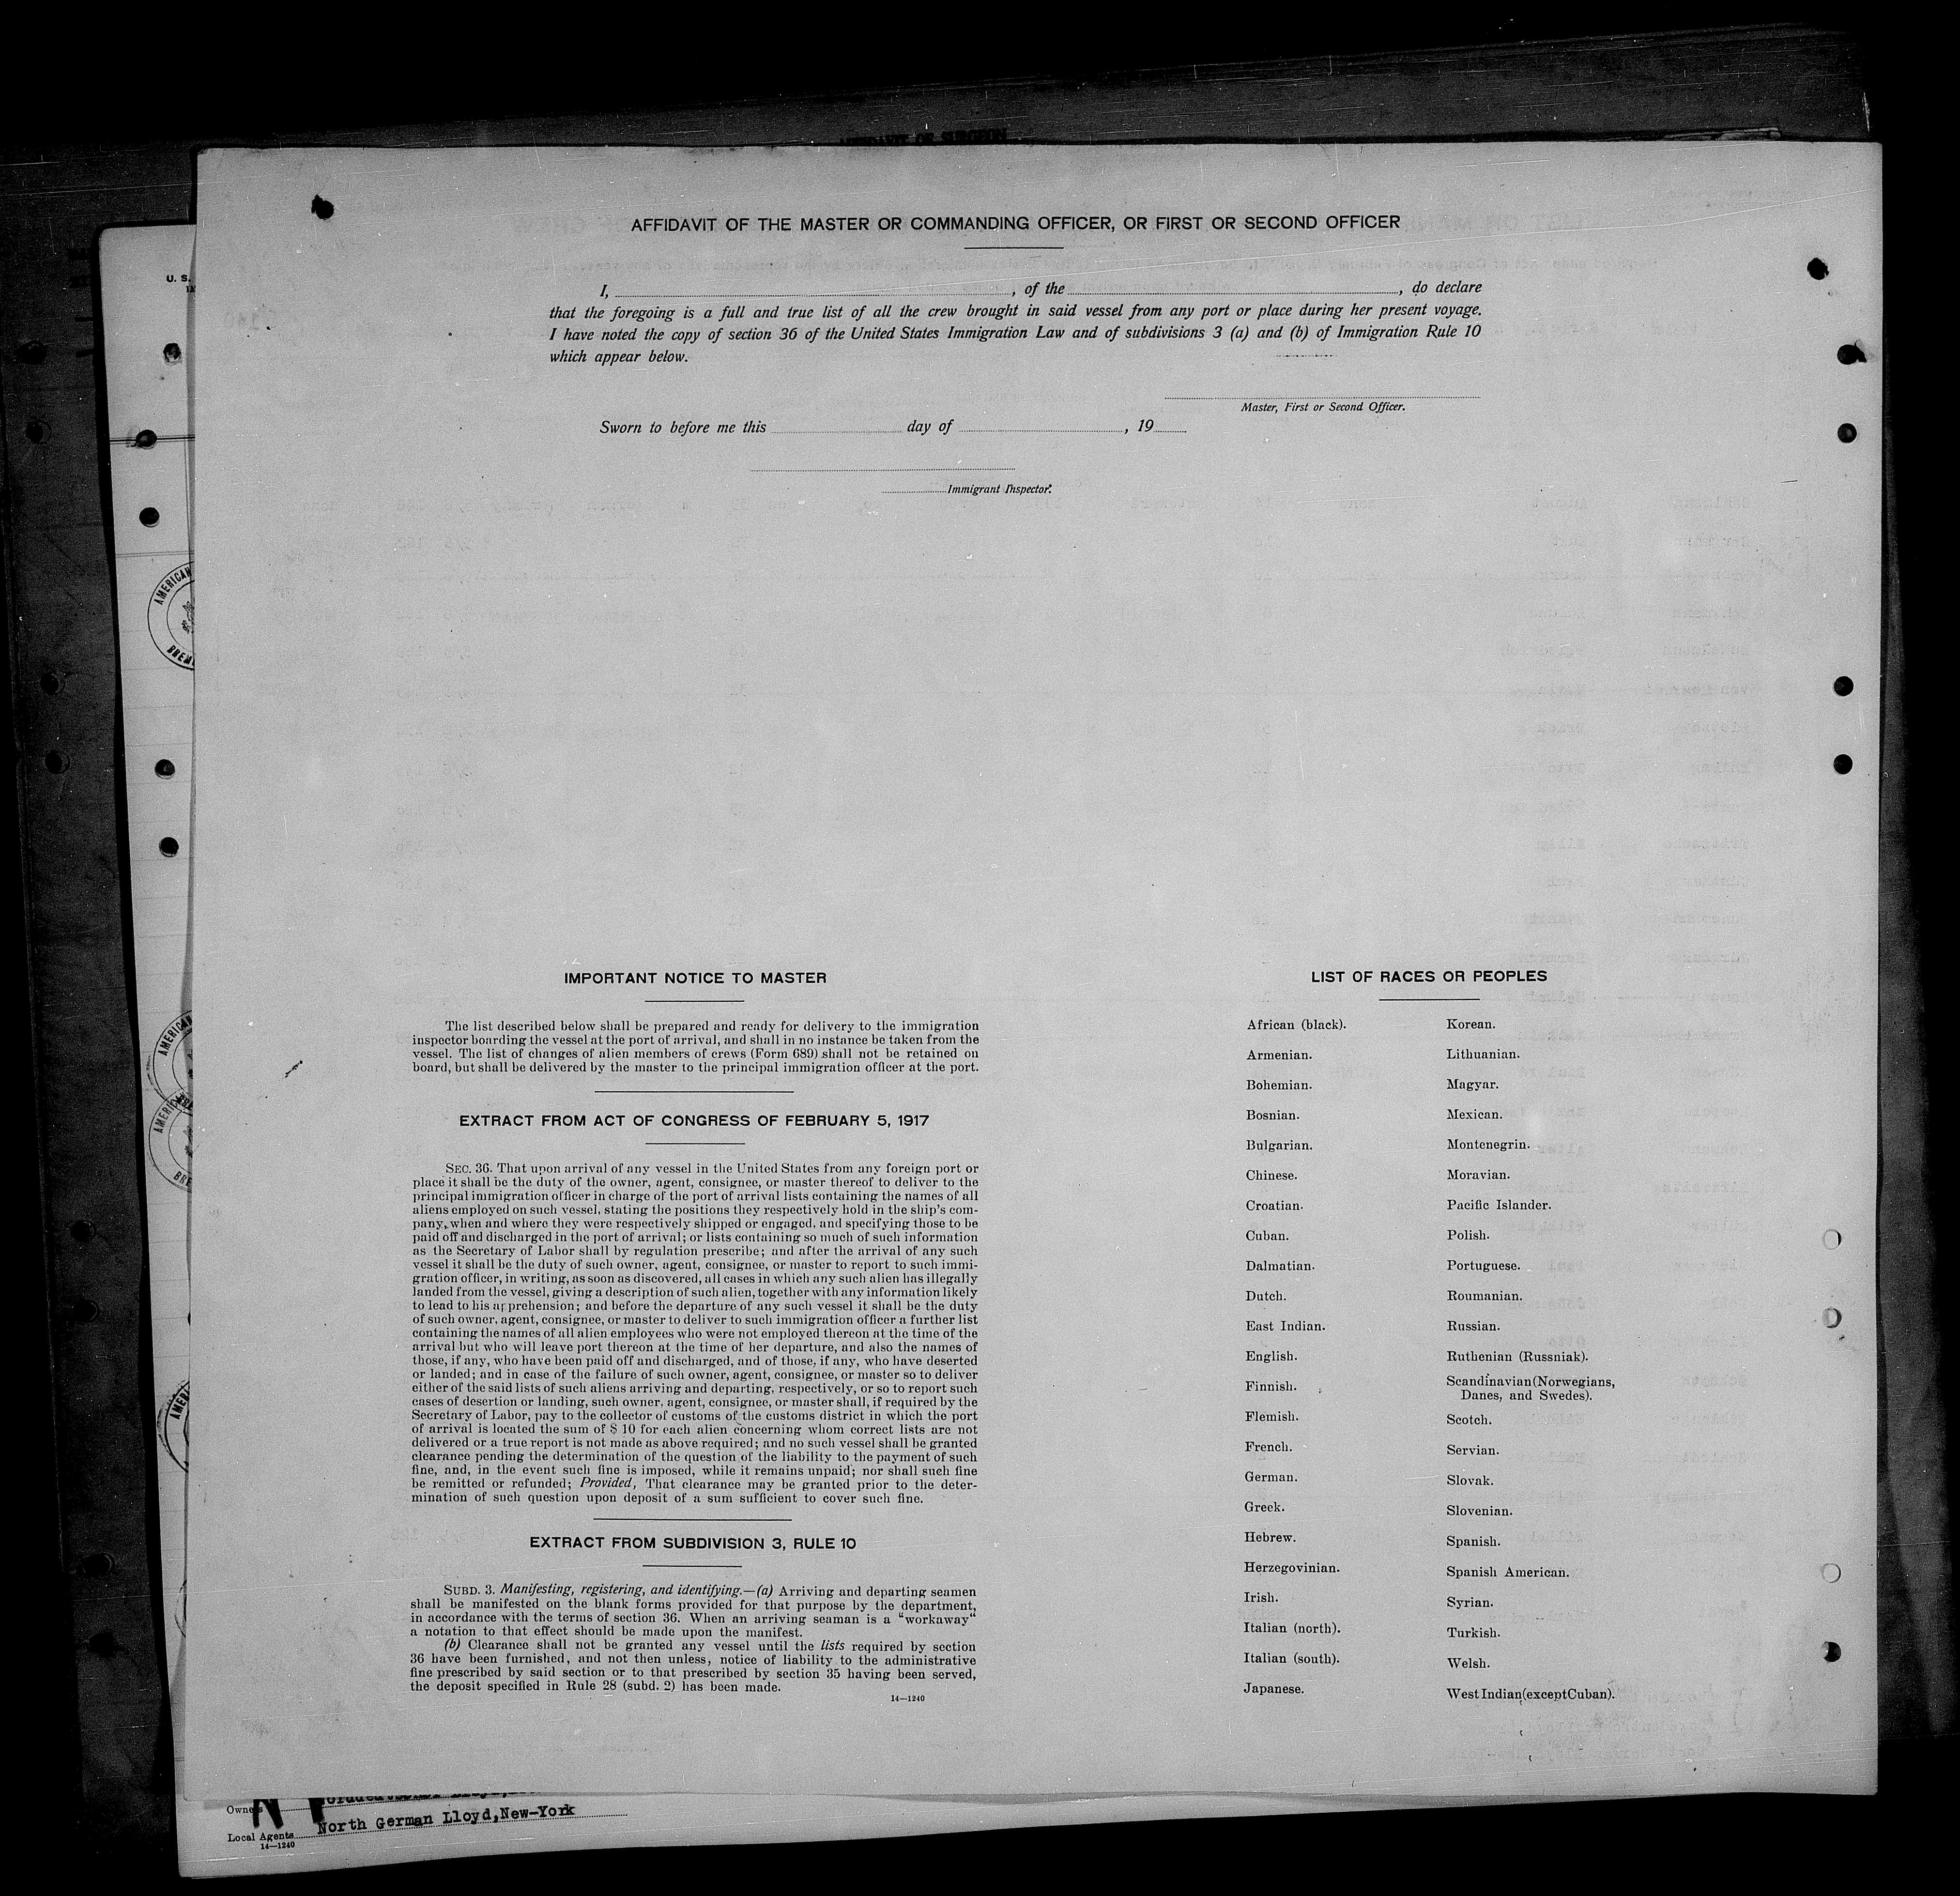 AFFIDAVIT OF SURGEON
AFFIDAVIT OF THE MASTER OR COMMANDING OFFICER, OR FIRST OR SECOND OFFICER
I, , of the , do declare
that the foregoing is a full and true list of all the crew brought in said vessel from any port or place during her present voyage.
I have noted the copy of section 36 of the United States Immigration Law and of subdivisions 3 (a) and (b) of Immigration Rule 10
which appear below.
Master, First or Second Officer.
Sworn to before me this day of , 19
Immigrant Inspector.
IMPORTANT NOTICE TO MASTER
The list described below shall be prepared and ready for delivery to the immigration
inspector boarding the vessel at the port of arrival, and shall in no instance be taken from the
vessel. The list of changes of alien members of crews (Form 689) shall not be retained on
board, but shall be delivered by the master to the principal immigration officer at the port.
EXTRACT FROM ACT OF CONGRESS OF FEBRUARY 5, 1917
SEC. 36. That upon arrival of any vessel in the United States from any foreign port or
place it shall be the duty of the owner, agent, consignee, or master thereof to deliver to the
principal immigration officer in charge of the port of arrival lists containing the names of all
aliens employed on such vessel, stating the positions they respectively hold in the ship's com-
pany, when and where they were respectively shipped or engaged, and specifying those to be
paid off and discharged in the port of arrival; or lists containing so much of such information
as the Secretary of Labor shall by regulation prescribe; and after the arrival of any such
vessel it shall be the duty of such owner, agent, consignee, or master to report to such immi-
gration officer, in writing, as soon as discovered, all cases in which any such alien has illegally
landed from the vessel, giving a description of such alien, together with any information likely
to lead to his apprehension; and before the departure of any such vessel it shall be the duty
of such owner, agent, consignee, or master to deliver to such immigration officer a further list
containing the names of all alien employees who were not employed thereon at the time of the
arrival but who will leave port thereon at the time of her departure, and also the names of
those, if any, who have been paid off and discharged, and of those, if any, who have deserted
or landed; and in case of the failure of such owner, agent, consignee, or master so to deliver
either of the said lists of such aliens arriving and departing, respectively, or so to report such
cases of desertion or landing, such owner, agent, consignee, or master shall, if required by the
Secretary of Labor, pay to the collector of customs of the customs district in which the port
of arrival is located the sum of $ 10 for each alien concerning whom correct lists are not
delivered or a true report is not made as above required; and no such vessel shall be granted
clearance pending the determination of the question of the liability to the payment of such
fine, and, in the event such fine is imposed, while it remains unpaid; nor shall such fine
be remitted or refunded; Provided, That clearance may be granted prior to the deter-
mination of such question upon deposit of a sum sufficient to cover such fine.
EXTRACT FROM SUBDIVISION 3, RULE 10
SUBD. 3. Manifesting, registering, and identifying.—(a) Arriving and departing seamen
shall be manifested on the blank forms provided for that purpose by the department,
in accordance with the terms of section 36. When an arriving seaman is a “workaway“
a notation to that effect should be made upon the manifest.
(b) Clearance shall not be granted any vessel until the lists required by section
36 have been furnished, and not then unless, notice of liability to the administrative
fine prescribed by said section or to that prescribed by section 35 having been served,
the deposit specified in Rule 28 (subd. 2) has been made.
14—1240
LIST OF RACES OR PEOPLES
African (black).
Armenian.
Bohemian.
Bosnian.
Bulgarian.
Chinese.
Croatian.
Cuban.
Dalmatian.
Dutch.
East Indian.
English.
Finnish.
Flemish.
French.
German.
Greek.
Hebrew.
Herzegovinian.
Irish.
Italian (north).
Italian (south).
Japanese.
Korean.
Lithuanian.
Magyar.
Mexican.
Montenegrin.
Moravian.
Pacific Islander.
Polish.
Portuguese.
Roumanian.
Russian.
Ruthenian (Russniak).
Scandinavian(Norwegians,
Danes, and Swedes).
Scotch.
Servian.
Slovak.
Slovenian.
Spanish.
Spanish American.
Syrian.
Turkish.
Welsh.
West Indian(except Cuban).
U. S.
AMERICAN
BREM
AMERICAN
AMERIC
BRE
AMERI
Owners
Local Agents North German Lloyd,New-York
14—1240